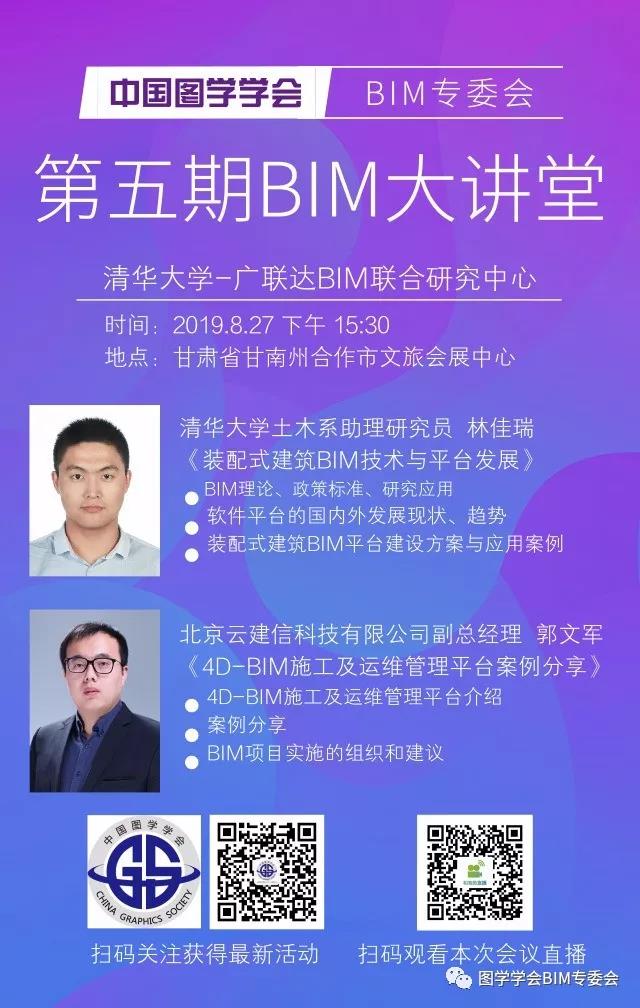 中国图学学会
BIM专委会
第五期BIM大讲堂
清华大学-广联达BIM联合研究中心
时间：2019.8.27 下午 15:30
地点：甘肃省甘南州合作市文旅会展中心
清华大学土木系助理研究员 林佳瑞
《装配式建筑BIM技术与平台发展》
BIM理论、政策标准、研究应用
软件平台的国内外发展现状、趋势
装配式建筑BIM平台建设方案与应用案例
北京云建信科技有限公司副总经理 郭文军
《4D-BIM施工及运维管理平台案例分享》
4D-BIM施工及运维管理平台介绍
案例分享
BIM项目实施的组织和建议
中国图学学会
GS
CHINA GRAPHICS SOCIETY
扫码关注获得最新活动
扫码观看本次会议直播
图学学会BIM专委会